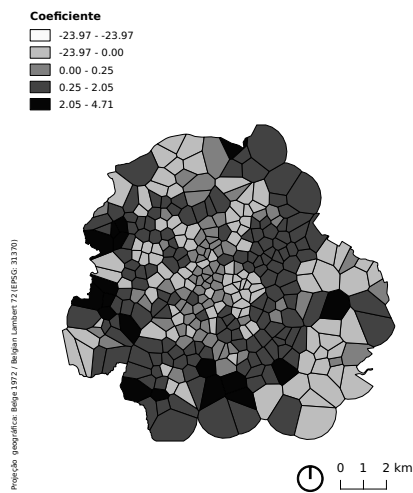 Coeficiente
-23.97 - -23.97
-23.97 - 0.00
0.00 - 0.25
0.25 - 2.05
2.05 - 4.71
Projeção geográfica: Belge 1972 / Belgian Lambert 72 (EPSG: 31370)
0 1 2 km